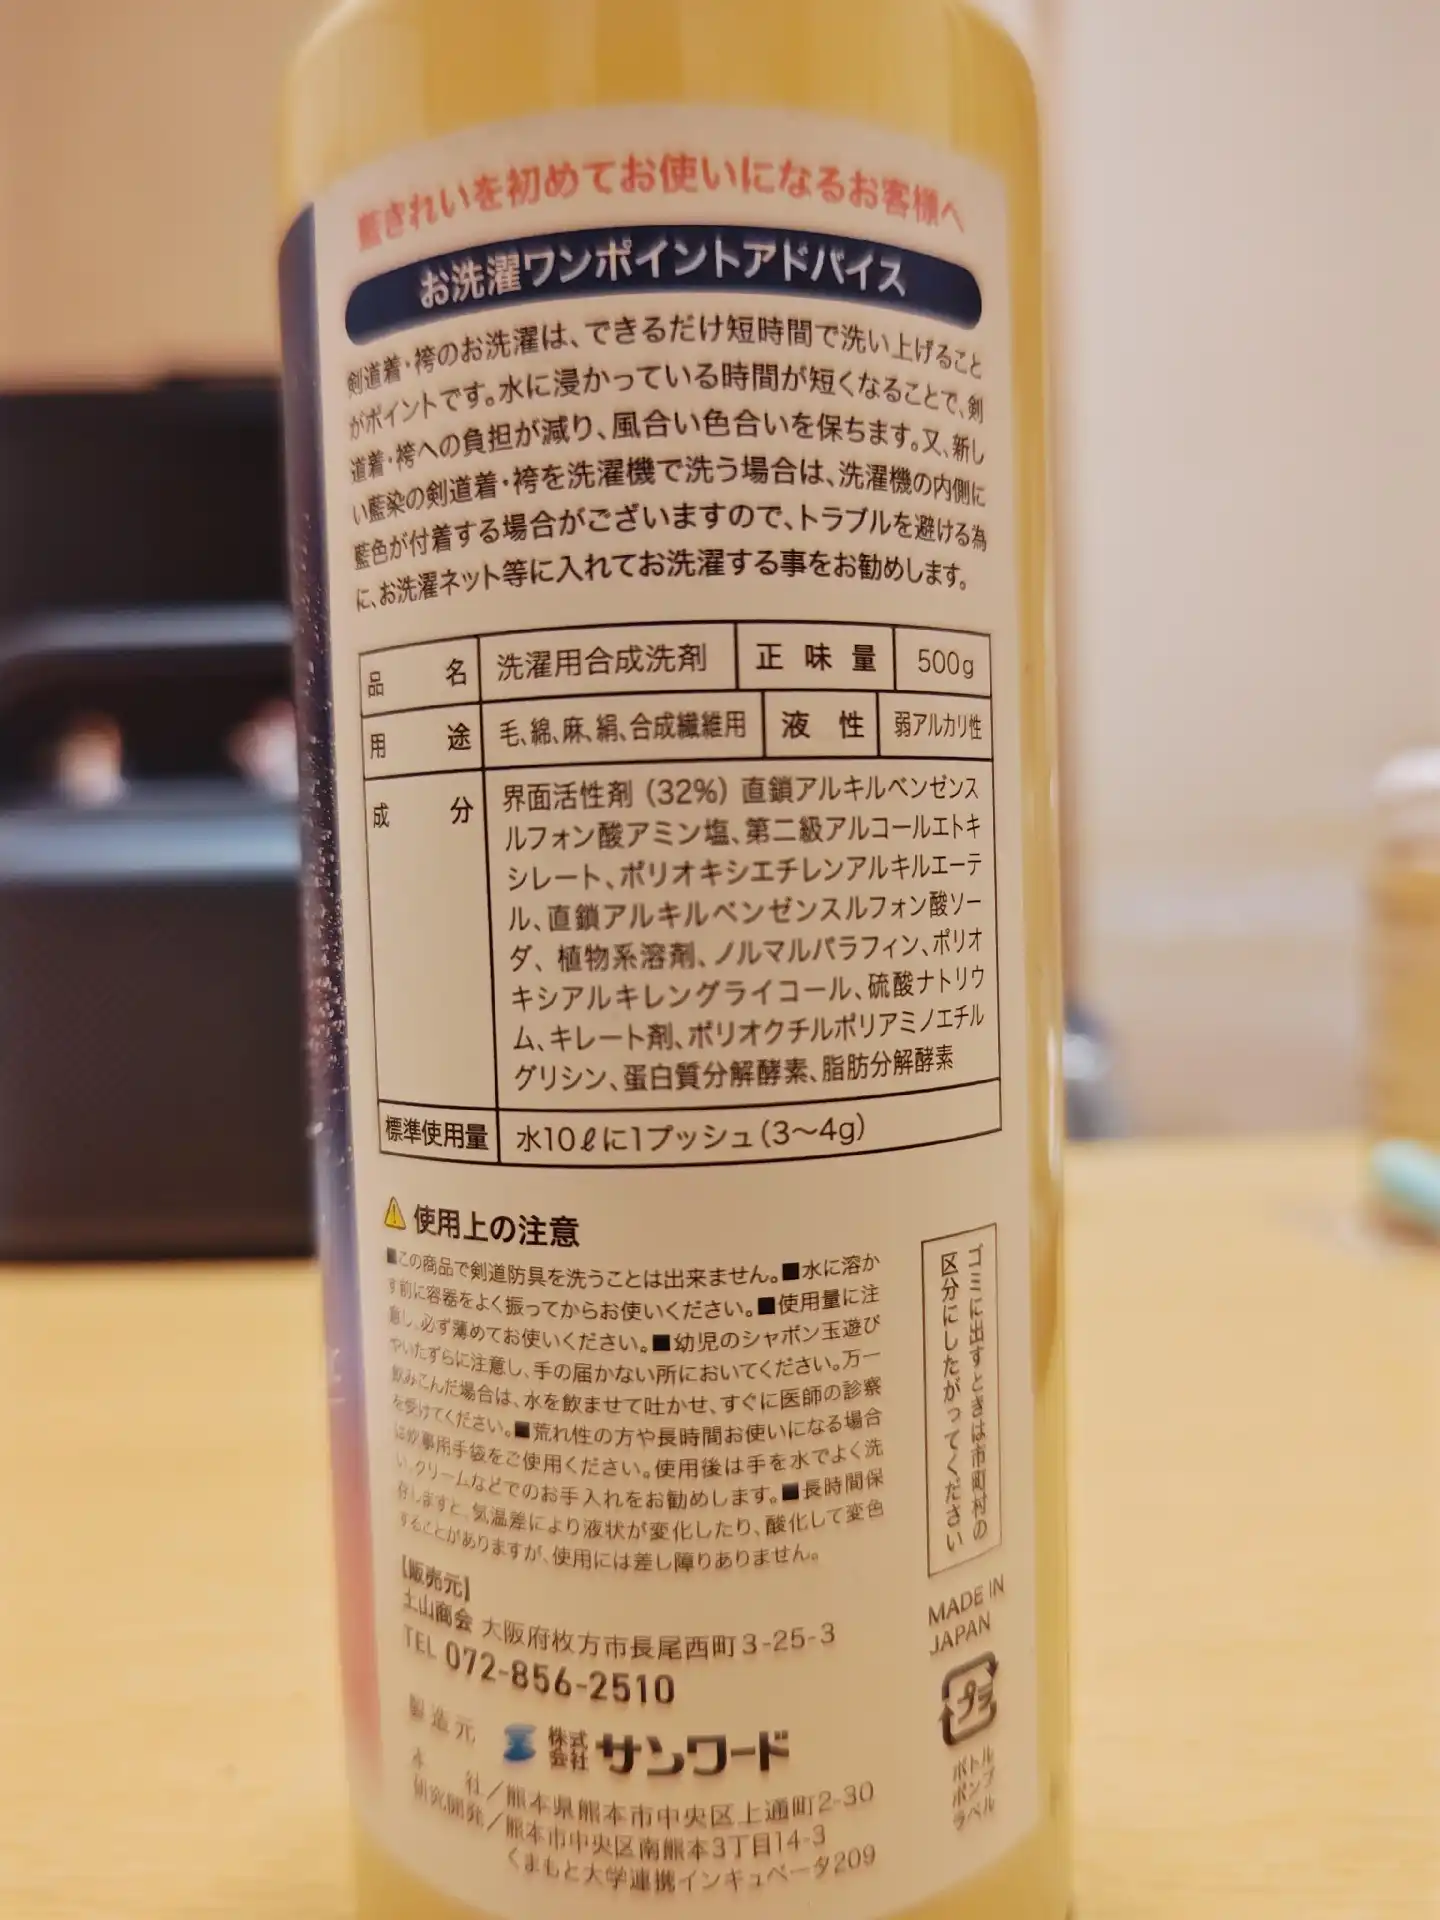 藍きれいを初めてお使いになるお客様へ
お洗濯ワンポイントアドバイス
剣道着・袴のお洗濯は、できるだけ短時間で洗い上げること
がポイントです。水に浸かっている時間が短くなることで、剣
道着・袴への負担が減り、風合い色合いを保ちます。又、新し
い藍染の剣道着・袴を洗濯機で洗う場合は、洗濯機の内側に
藍色が付着する場合がございますので、トラブルを避ける為
に、お洗濯ネット等に入れてお洗濯する事をお勧めします。
品名 洗濯用合成洗剤 正味量 500g
用途 毛、綿、麻、絹、合成繊維用 液性 弱アルカリ性
成分 界面活性剤（32%）直鎖アルキルベンゼンス
ルフォン酸アミン塩、第二級アルコールエトキ
シレート、ポリオキシエチレンアルキルエーテ
ル、直鎖アルキルベンゼンスルフォン酸ソー
ダ、植物系溶剤、ノルマルパラフィン、ポリオ
キシアルキレングライコール、硫酸ナトリウ
ム、キレート剤、ポリオクチルポリアミノエチル
グリシン、蛋白質分解酵素、脂肪分解酵素
標準使用量 水10ℓに1プッシュ（3〜4g）
⚠使用上の注意
■この商品で剣道防具を洗うことは出来ません。■水に溶か
す前に容器をよく振ってからお使いください。■使用量に注
意し、必ず薄めてお使いください。■幼児のシャボン玉遊び
やいたずらに注意し、手の届かない所においてください。万一
飲みこんだ場合は、水を飲ませて吐かせ、すぐに医師の診察
を受けてください。■荒れ性の方や長時間お使いになる場合
は炊事用手袋をご使用ください。使用後は手を水でよく洗
い、クリームなどでのお手入れをお勧めします。■長時間保
存しますと、気温差により液状が変化したり、酸化して変色
することがありますが、使用には差し障りありません。
ゴミに出すときは市町村の
区分にしたがってください
【販売元】
土山商会 大阪府枚方市長尾西町3-25-3
TEL 072-856-2510
MADE IN
JAPAN
プラ
ボトル
ポンプ
ラベル
製造元 株式会社サンワード
本社／熊本県熊本市中央区上通町2-30
研究開発／熊本市中央区南熊本3丁目14-3
くまもと大学連携インキュベータ209